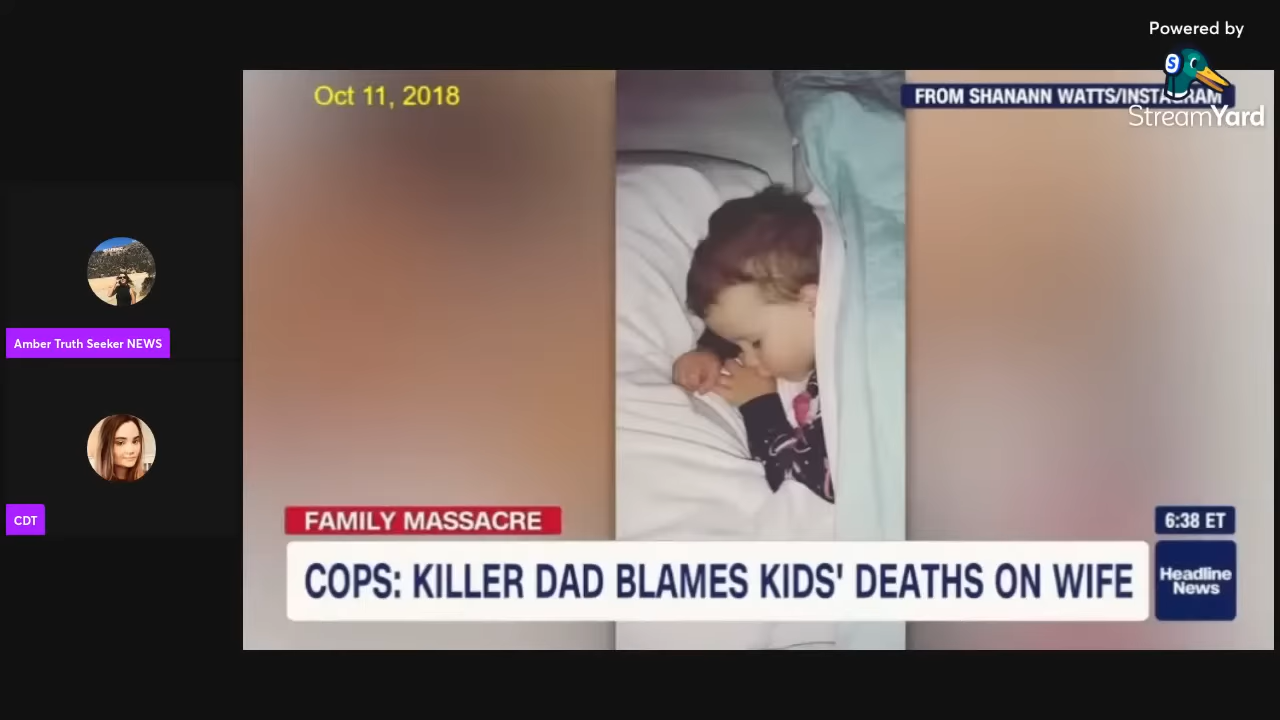 Powered by
StreamYard
Oct 11, 2018
FROM SHANANN WATTS/INSTAGRAM
Amber Truth Seeker NEWS
CDT
FAMILY MASSACRE
6:38 ET
COPS: KILLER DAD BLAMES KIDS' DEATHS ON WIFE
Headline
News